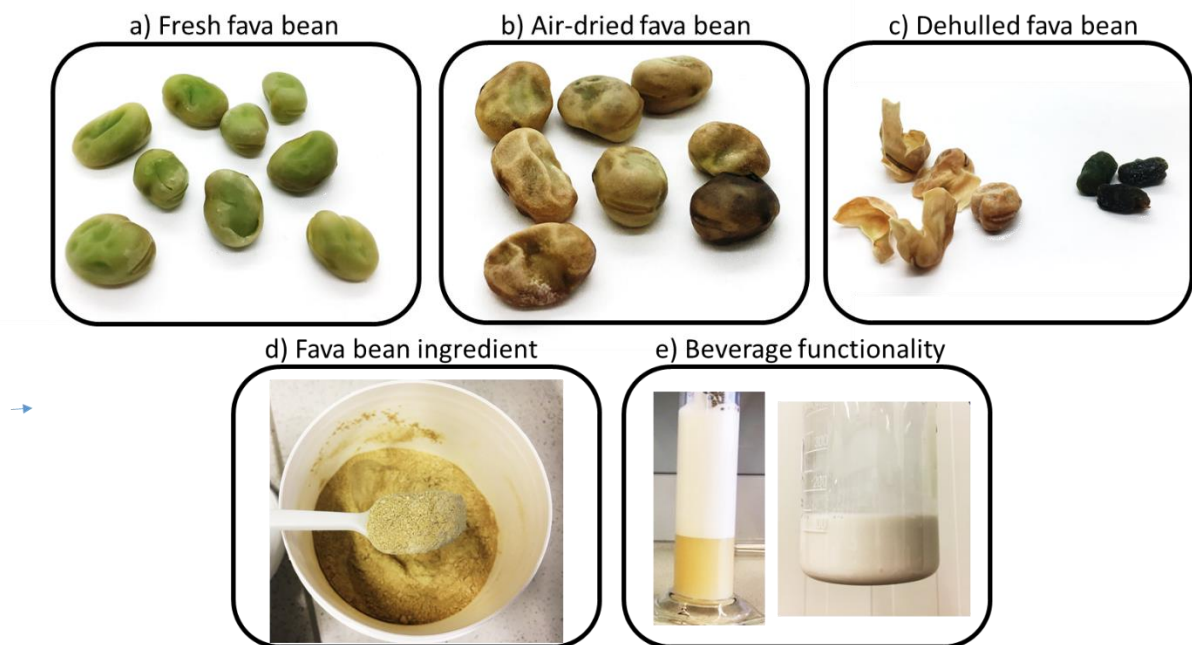 a) Fresh fava bean
b) Air-dried fava bean
c) Dehulled fava bean
d) Fava bean ingredient
e) Beverage functionality